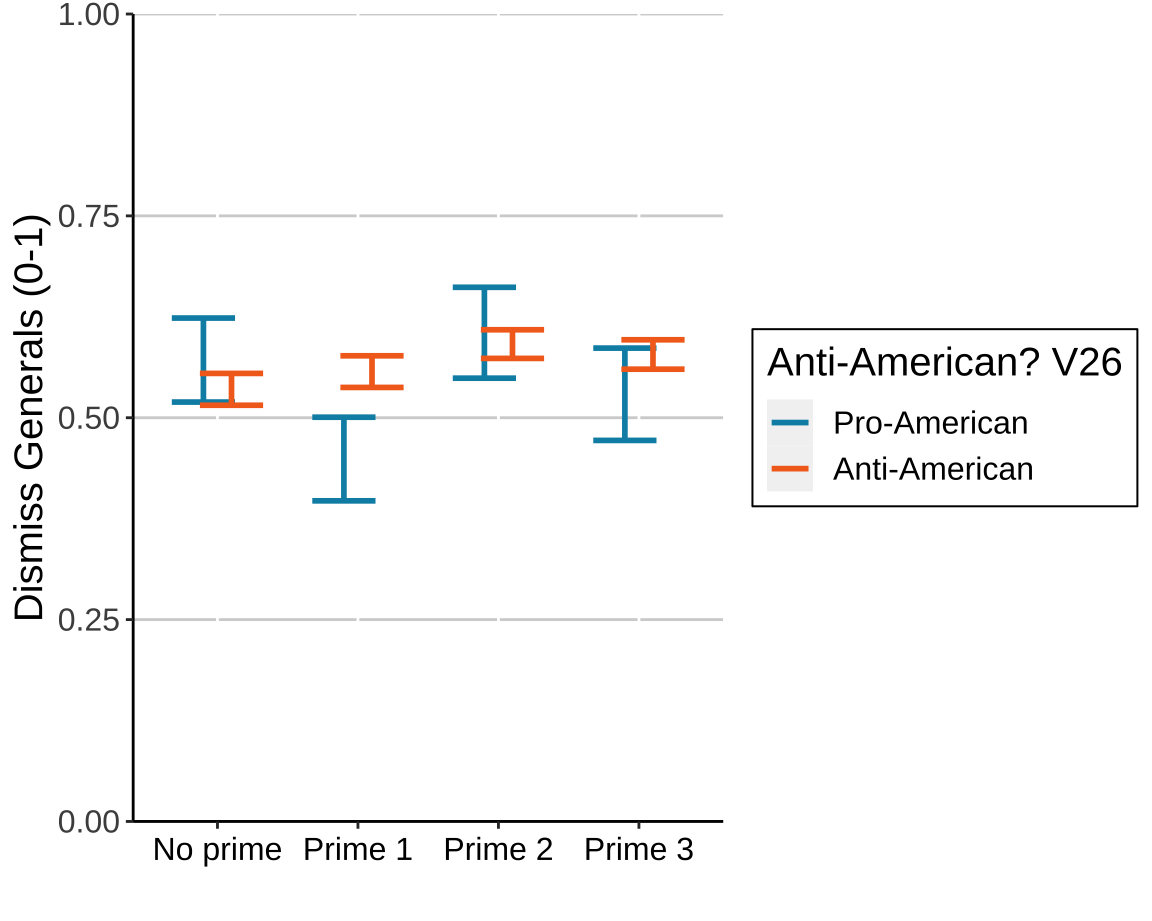 1.00
0.75
0.50
0.25
0.00
Dismiss Generals (0-1)
No prime
Prime 1
Prime 2
Prime 3
Anti-American? V26
Pro-American
Anti-American